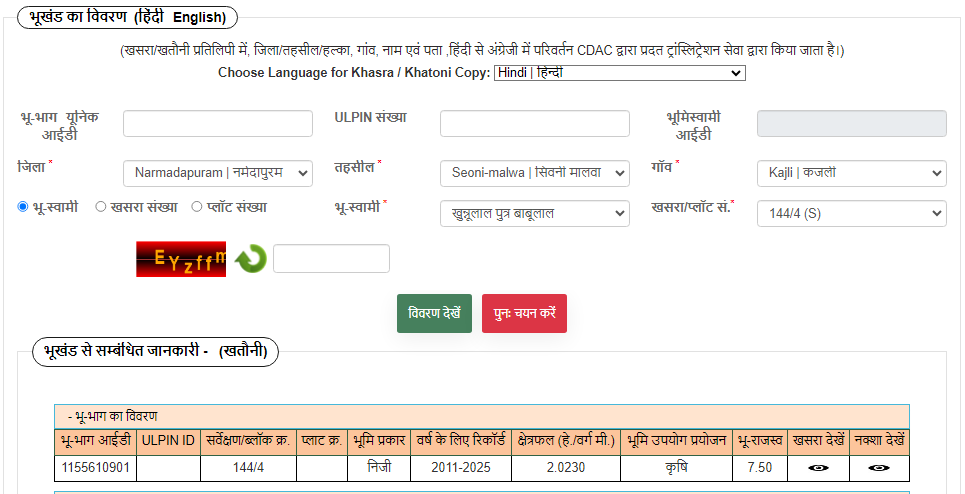 भूखंड का विवरण (हिंदी English)
(खसरा/खतौनी प्रतिलिपी में, जिला/तहसील/हल्का, गांव, नाम एवं पता ,हिंदी से अंग्रेजी में परिवर्तन CDAC द्वारा प्रदत ट्रांस्लिट्रेशन सेवा द्वारा किया जाता है।)
Choose Language for Khasra / Khatoni Copy: Hindi | हिन्दी
भू-भाग यूनिक आईडी
ULPIN संख्या
भूमिस्वामी आईडी
जिला * Narmadapuram | नर्मदापुरम
तहसील * Seoni-malwa | सिवनी मालवा
गाँव * Kajli | कजली
भू-स्वामी खसरा संख्या प्लॉट संख्या
भू-स्वामी * खुन्नूलाल पुत्र बाबूलाल
खसरा/प्लॉट सं.* 144/4 (S)
EYzffm
विवरण देखें पुनः चयन करें
भूखंड से सम्बंधित जानकारी - (खतौनी)
- भू-भाग का विवरण
भू-भाग आईडी ULPIN ID सर्वेक्षण/ब्लॉक क्र. प्लाट क्र. भूमि प्रकार वर्ष के लिए रिकॉर्ड क्षेत्रफल (हे./वर्ग मी.) भूमि उपयोग प्रयोजन भू-राजस्व खसरा देखें नक्शा देखें
1155610901 144/4 निजी 2011-2025 2.0230 कृषि 7.50